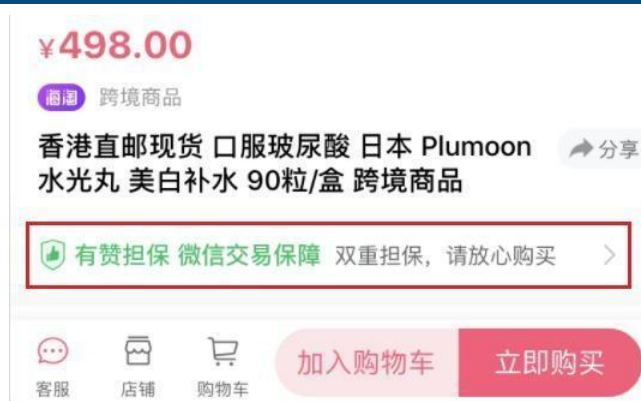 ¥498.00
海淘 跨境商品
香港直邮现货 口服玻尿酸 日本 Plumoon
水光丸 美白补水 90粒/盒 跨境商品
分享
有赞担保 微信交易保障 双重担保，请放心购买
客服 店铺 购物车 加入购物车 立即购买